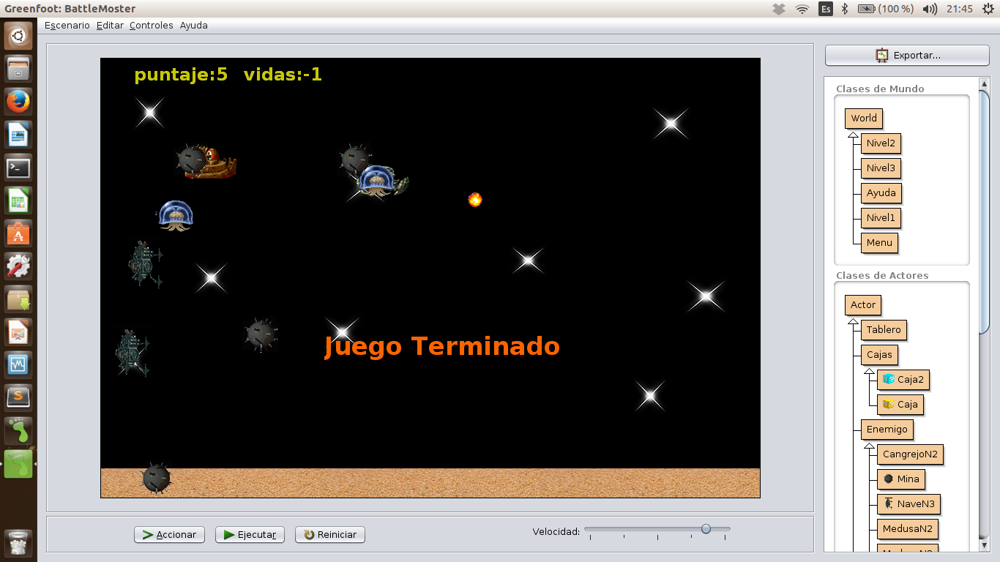 Greenfoot: BattleMoster
Es
(100 %)
21:45
Escenario Editar Controles Ayuda
puntaje:5 vidas:-1
Juego Terminado
Accionar
Ejecutar
Reiniciar
Velocidad:
Exportar...
Clases de Mundo
World
Nivel2
Nivel3
Ayuda
Nivel1
Menu
Clases de Actores
Actor
Tablero
Cajas
Caja2
Caja
Enemigo
CangrejoN2
Mina
NaveN3
MedusaN2